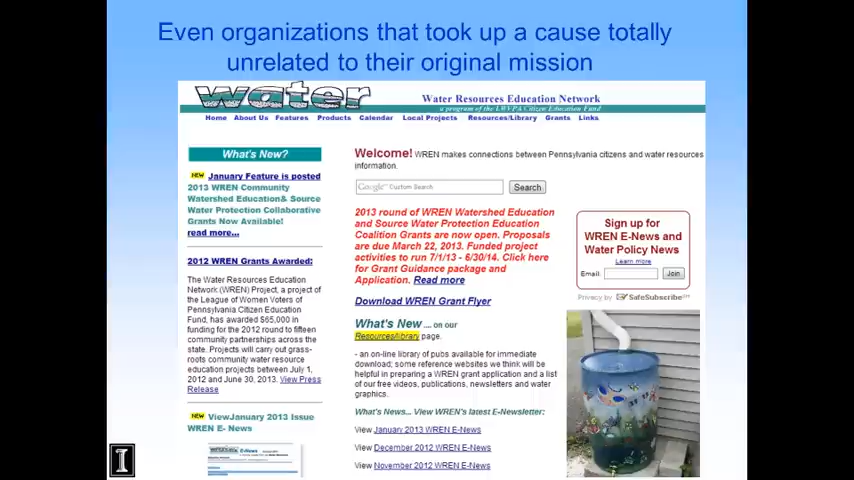 Even organizations that took up a cause totally
unrelated to their original mission
water
Water Resources Education Network
a program of the LWVPA Citizen Education Fund
Home About Us Features Products Calendar Local Projects Resources/Library Grants Links
What's New?
NEW January Feature is posted
2013 WREN Community
Watershed Education& Source
Water Protection Collaborative
Grants Now Available!
read more...
2012 WREN Grants Awarded:
The Water Resources
Education Network (WREN) Project, a project of
the League of Women Voters of
Pennsylvania Citizen Education
Fund, has awarded $65,000 in
funding for the 2012 round to fifteen
community partnerships across the
state. Projects will carry out grass-
roots community water resource
education projects between July 1,
2012 and June 30, 2013. View Press
Release
NEW ViewJanuary 2013 Issue
WREN E- News
Welcome! WREN makes connections between Pennsylvania citizens and water resources
information.
Google™ Custom Search Search
2013 round of WREN Watershed Education
and Source Water Protection Education
Coalition Grants are now open. Proposals
are due March 22, 2013. Funded project
activities to run 7/1/13 - 6/30/14. Click here
for Grant Guidance package and
Application. Read more
Download WREN Grant Flyer
What's New .... on our
Resources/library page.
- an on-line library of pubs available for immediate
download; some reference websites we think will be
helpful in preparing a WREN grant application and a list
of our free videos, publications, newsletters and water
graphics.
What's News... View WREN's latest E-Newsletter:
View January 2013 WREN E-News
View December 2012 WREN E-News
View November 2012 WREN E-News
Sign up for
WREN E-News and
Water Policy News
Learn more
Email: Join
Privacy by SafeSubscribe
I